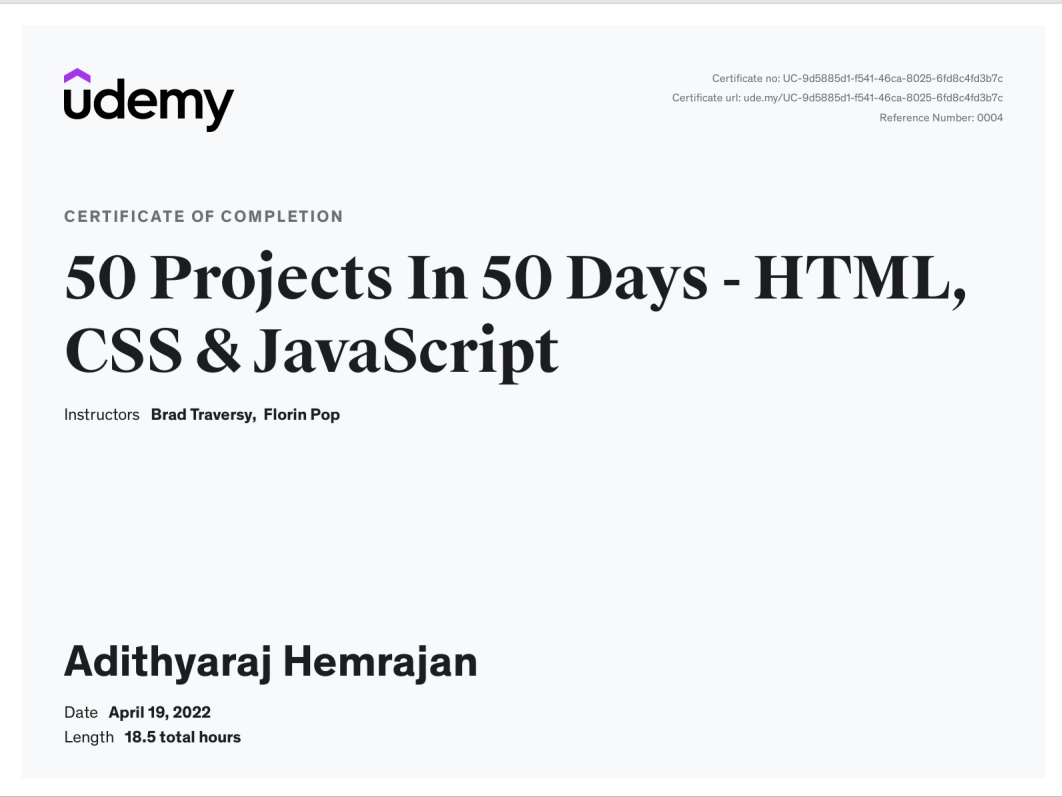 udemy
Certificate no: UC-9d5885d1-f541-46ca-8025-6fd8c4fd3b7c
Certificate url: ude.my/UC-9d5885d1-f541-46ca-8025-6fd8c4fd3b7c
Reference Number: 0004
CERTIFICATE OF COMPLETION
50 Projects In 50 Days - HTML,
CSS & JavaScript
Instructors Brad Traversy, Florin Pop
Adithyaraj Hemrajan
Date April 19, 2022
Length 18.5 total hours